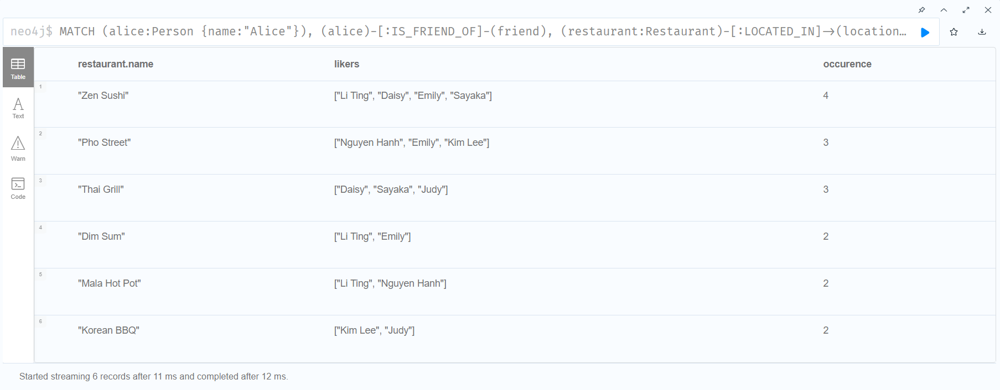 neo4j$ MATCH (alice:Person {name:"Alice"}), (alice)-[:IS_FRIEND_OF]-(friend), (restaurant:Restaurant)-[:LOCATED_IN]->(location…
Table
Text
Warn
Code
restaurant.name likers occurence
1 "Zen Sushi" ["Li Ting", "Daisy", "Emily", "Sayaka"] 4
2 "Pho Street" ["Nguyen Hanh", "Emily", "Kim Lee"] 3
3 "Thai Grill" ["Daisy", "Sayaka", "Judy"] 3
4 "Dim Sum" ["Li Ting", "Emily"] 2
5 "Mala Hot Pot" ["Li Ting", "Nguyen Hanh"] 2
6 "Korean BBQ" ["Kim Lee", "Judy"] 2
Started streaming 6 records after 11 ms and completed after 12 ms.